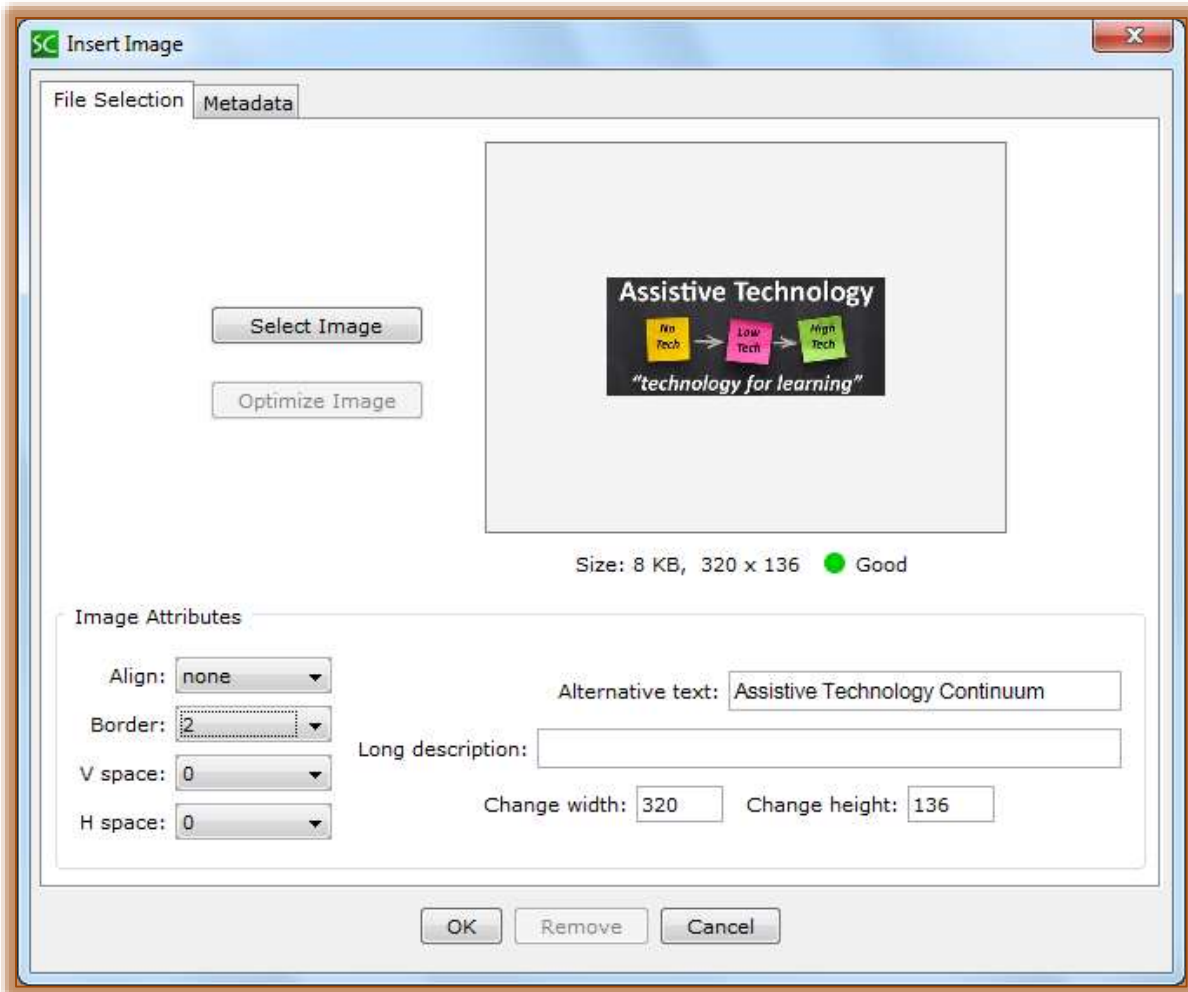 SC Insert Image X
File Selection Metadata
Assistive Technology
No Tech
Low Tech
High Tech
"technology for learning"
Select Image
Optimize Image
Size: 8 KB, 320 x 136 Good
Image Attributes
Align: none
Border: 2
V space: 0
H space: 0
Alternative text: Assistive Technology Continuum
Long description:
Change width: 320 Change height: 136
OK Remove Cancel